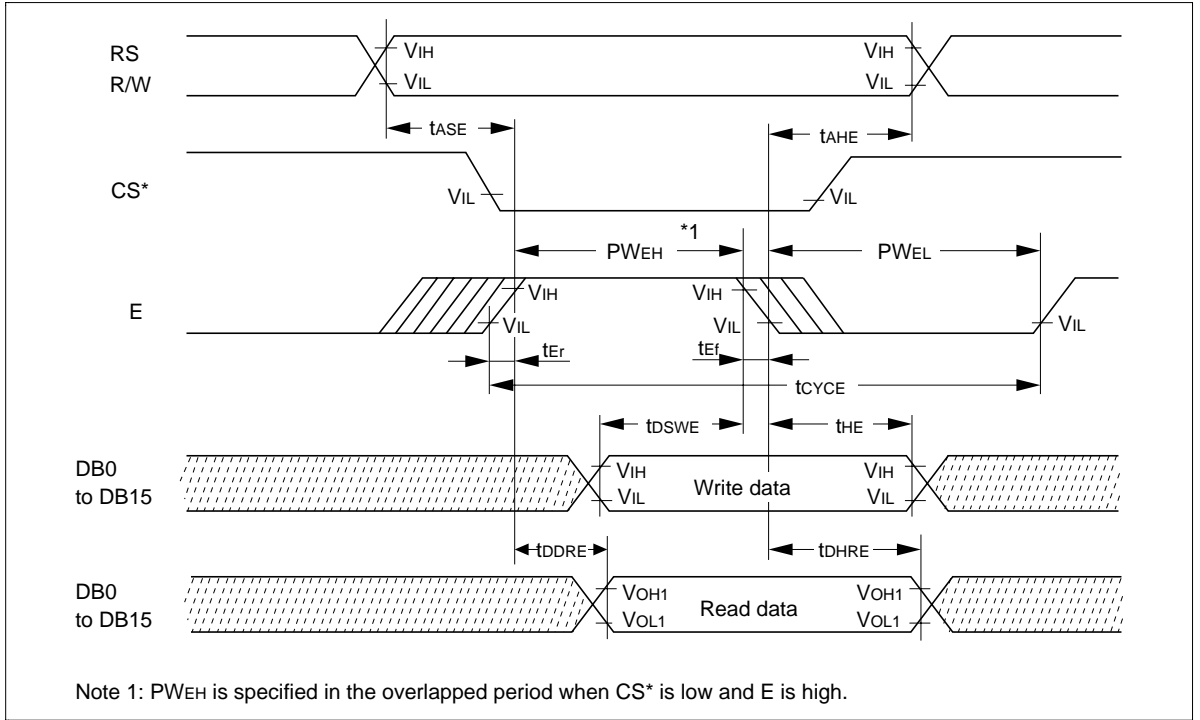 RS
R/W
VIH
VIL
VIH
VIL
tASE
tAHE
CS*
VIL
VIL
*1
PWEH
PWEL
E
VIH
VIL
VIH
VIL
VIL
tEr
tEf
tCYCE
tDSWE
tHE
DB0
to DB15
VIH
VIL
Write data
VIH
VIL
tDDRE
tDHRE
DB0
to DB15
VOH1
VOL1
Read data
VOH1
VOL1
Note 1: PWEH is specified in the overlapped period when CS* is low and E is high.